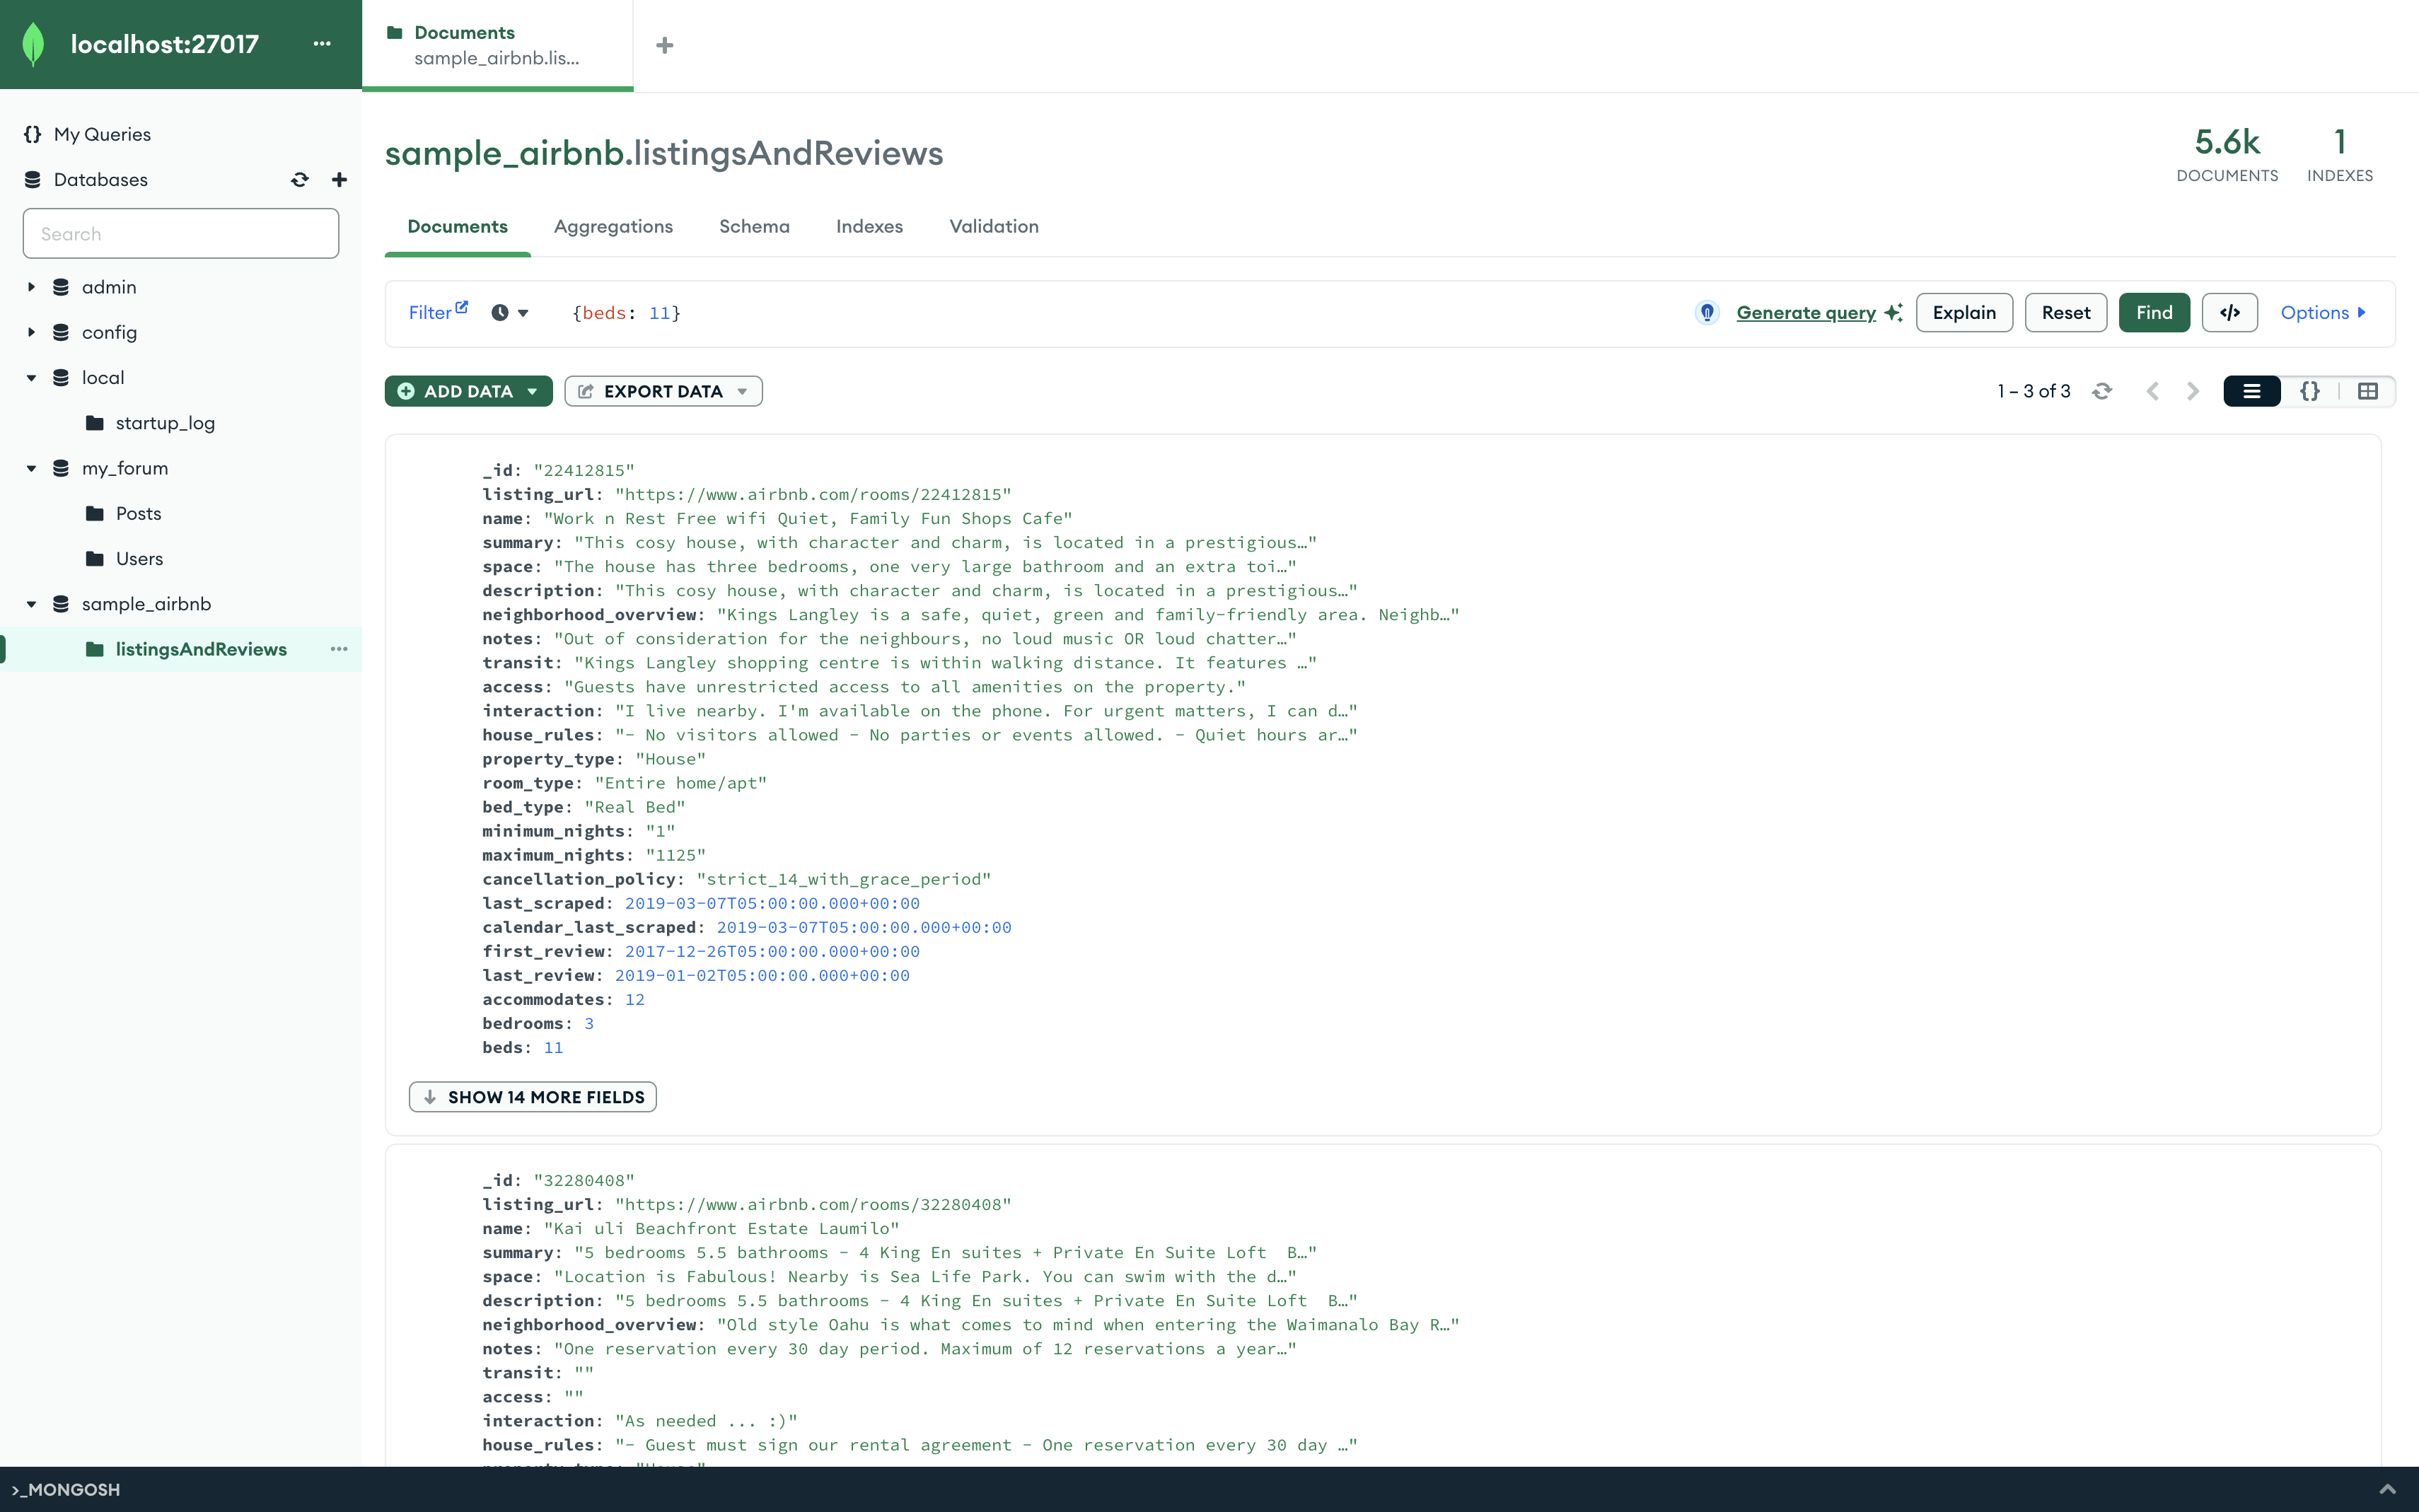 localhost:27017
Documents
sample_airbnb.lis...
My Queries
Databases
Search
admin
config
local
startup_log
my_forum
Posts
Users
sample_airbnb
listingsAndReviews
sample_airbnb.listingsAndReviews
5.6k
DOCUMENTS
1
INDEXES
Documents Aggregations Schema Indexes Validation
Filter {beds: 11} Generate query Explain Reset Find </> Options
ADD DATA EXPORT DATA 1 – 3 of 3 {}
_id: "22412815"
listing_url: "https://www.airbnb.com/rooms/22412815"
name: "Work n Rest Free wifi Quiet, Family Fun Shops Cafe"
summary: "This cosy house, with character and charm, is located in a prestigious…"
space: "The house has three bedrooms, one very large bathroom and an extra toi…"
description: "This cosy house, with character and charm, is located in a prestigious…"
neighborhood_overview: "Kings Langley is a safe, quiet, green and family-friendly area. Neighb…"
notes: "Out of consideration for the neighbours, no loud music OR loud chatter…"
transit: "Kings Langley shopping centre is within walking distance. It features …"
access: "Guests have unrestricted access to all amenities on the property."
interaction: "I live nearby. I'm available on the phone. For urgent matters, I can d…"
house_rules: "- No visitors allowed - No parties or events allowed. - Quiet hours ar…"
property_type: "House"
room_type: "Entire home/apt"
bed_type: "Real Bed"
minimum_nights: "1"
maximum_nights: "1125"
cancellation_policy: "strict_14_with_grace_period"
last_scraped: 2019-03-07T05:00:00.000+00:00
calendar_last_scraped: 2019-03-07T05:00:00.000+00:00
first_review: 2017-12-26T05:00:00.000+00:00
last_review: 2019-01-02T05:00:00.000+00:00
accommodates: 12
bedrooms: 3
beds: 11
SHOW 14 MORE FIELDS
_id: "32280408"
listing_url: "https://www.airbnb.com/rooms/32280408"
name: "Kai uli Beachfront Estate Laumilo"
summary: "5 bedrooms 5.5 bathrooms - 4 King En suites + Private En Suite Loft  B…"
space: "Location is Fabulous! Nearby is Sea Life Park. You can swim with the d…"
description: "5 bedrooms 5.5 bathrooms - 4 King En suites + Private En Suite Loft  B…"
neighborhood_overview: "Old style Oahu is what comes to mind when entering the Waimanalo Bay R…"
notes: "One reservation every 30 day period. Maximum of 12 reservations a year…"
transit: ""
access: ""
interaction: "As needed ... :)"
house_rules: "- Guest must sign our rental agreement - One reservation every 30 day …"
property_type: "House"
>_MONGOSH